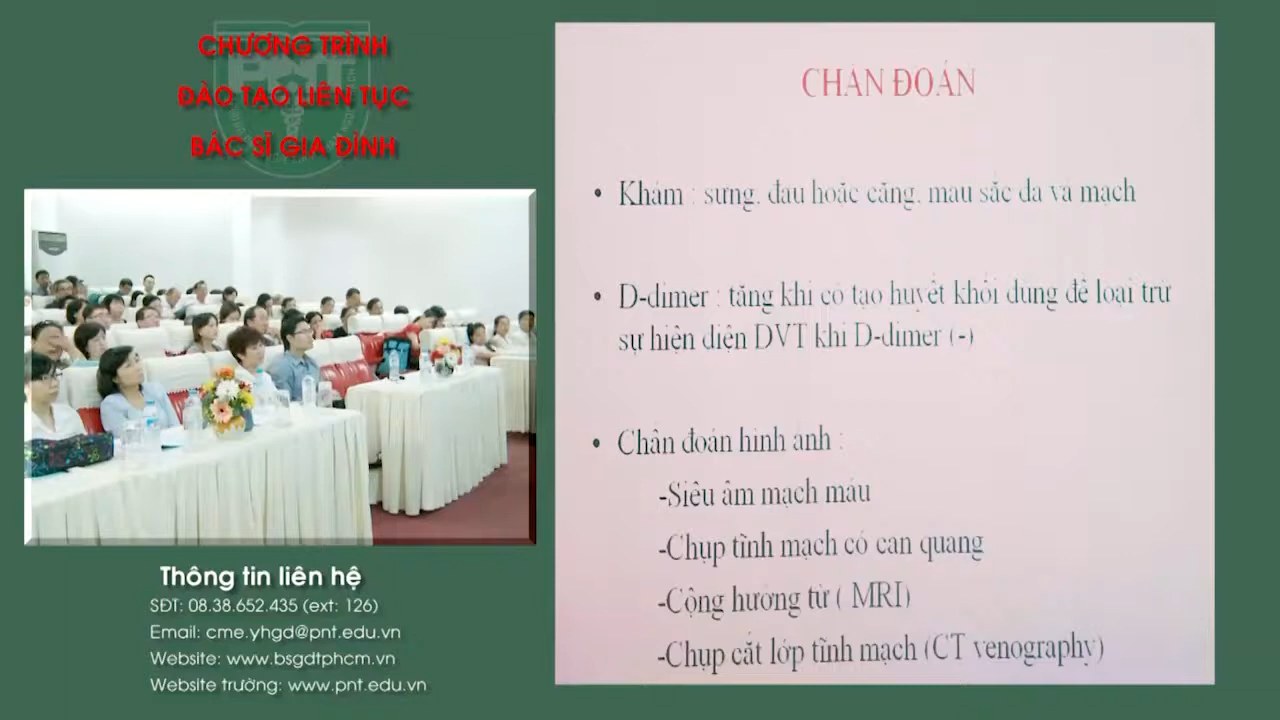 CHƯƠNG TRÌNH
ĐÀO TẠO LIÊN TỤC
BÁC SĨ GIA ĐÌNH
Thông tin liên hệ
SĐT: 08.38.652.435 (ext: 126)
Email: cme.yhgd@pnt.edu.vn
Website: www.bsgdtphcm.vn
Website trường: www.pnt.edu.vn
CHẨN ĐOÁN
• Khám : sưng, đau hoặc căng, màu sắc da và mạch
• D-dimer : tăng khi có tạo huyết khối dùng để loại trừ
sự hiện diện DVT khi D-dimer (-)
• Chẩn đoán hình ảnh :
-Siêu âm mạch máu
-Chụp tĩnh mạch có cản quang
-Cộng hưởng từ ( MRI)
-Chụp cắt lớp tĩnh mạch (CT venography)